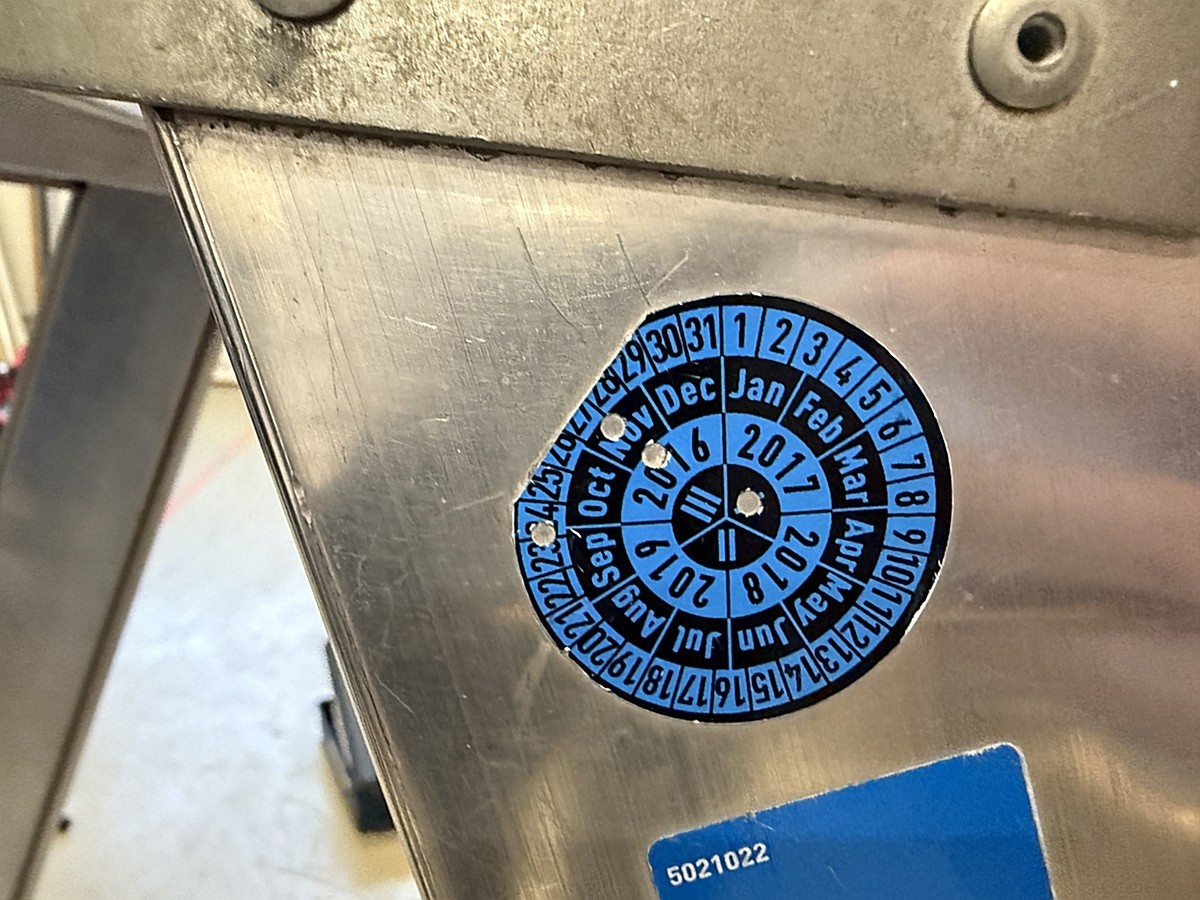 1 2 3 4 5 6 7 8 9 10 11 12 13 14 15 16 17 18 19 20 21 22 23 24 25 26 27 28 29 30 31
Jan Feb Mar Apr May Jun Jul Aug Sep Oct Nov Dec
2016 2017 2018 2019
I II III
5021022